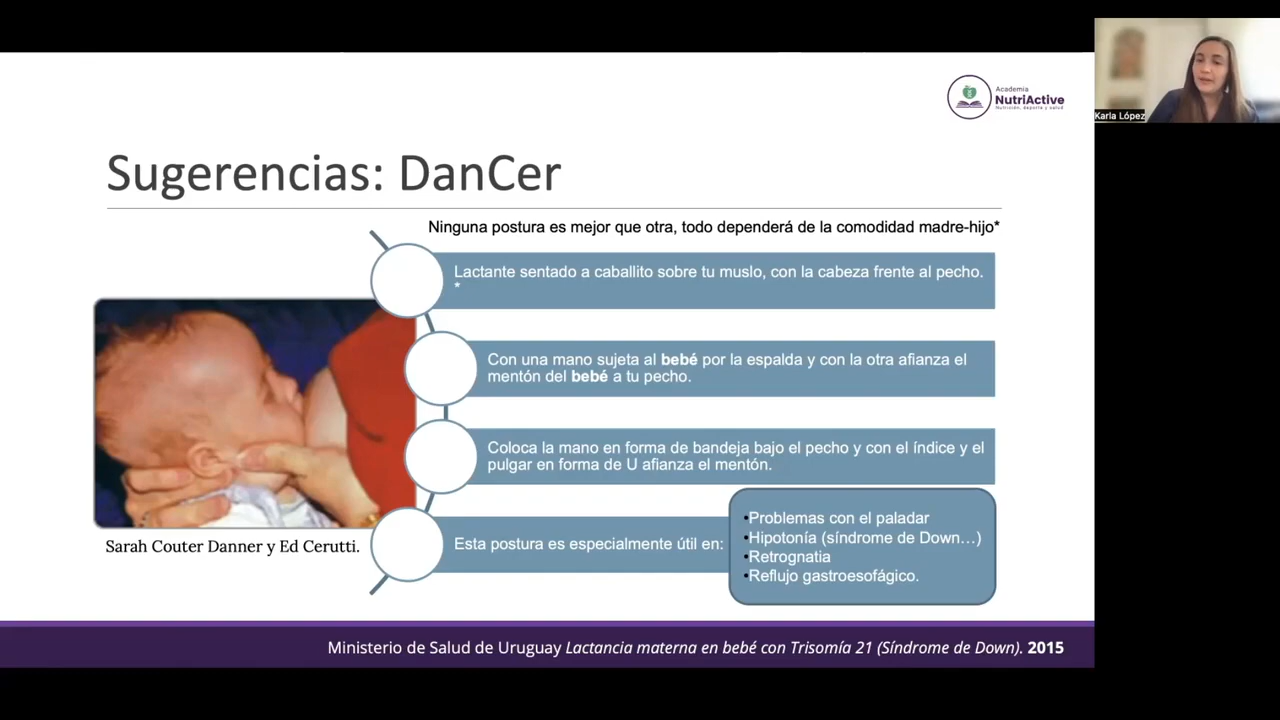 Academia
NutriActive
Nutrición, deporte y salud
Karla López
Sugerencias: DanCer
Ninguna postura es mejor que otra, todo dependerá de la comodidad madre-hijo*
Lactante sentado a caballito sobre tu muslo, con la cabeza frente al pecho.
*
Con una mano sujeta al bebé por la espalda y con la otra afianza el
mentón del bebé a tu pecho.
Coloca la mano en forma de bandeja bajo el pecho y con el índice y el
pulgar en forma de U afianza el mentón.
Esta postura es especialmente útil en:
•Problemas con el paladar
•Hipotonía (síndrome de Down…)
•Retrognatia
•Reflujo gastroesofágico.
Sarah Couter Danner y Ed Cerutti.
Ministerio de Salud de Uruguay Lactancia materna en bebé con Trisomía 21 (Síndrome de Down). 2015